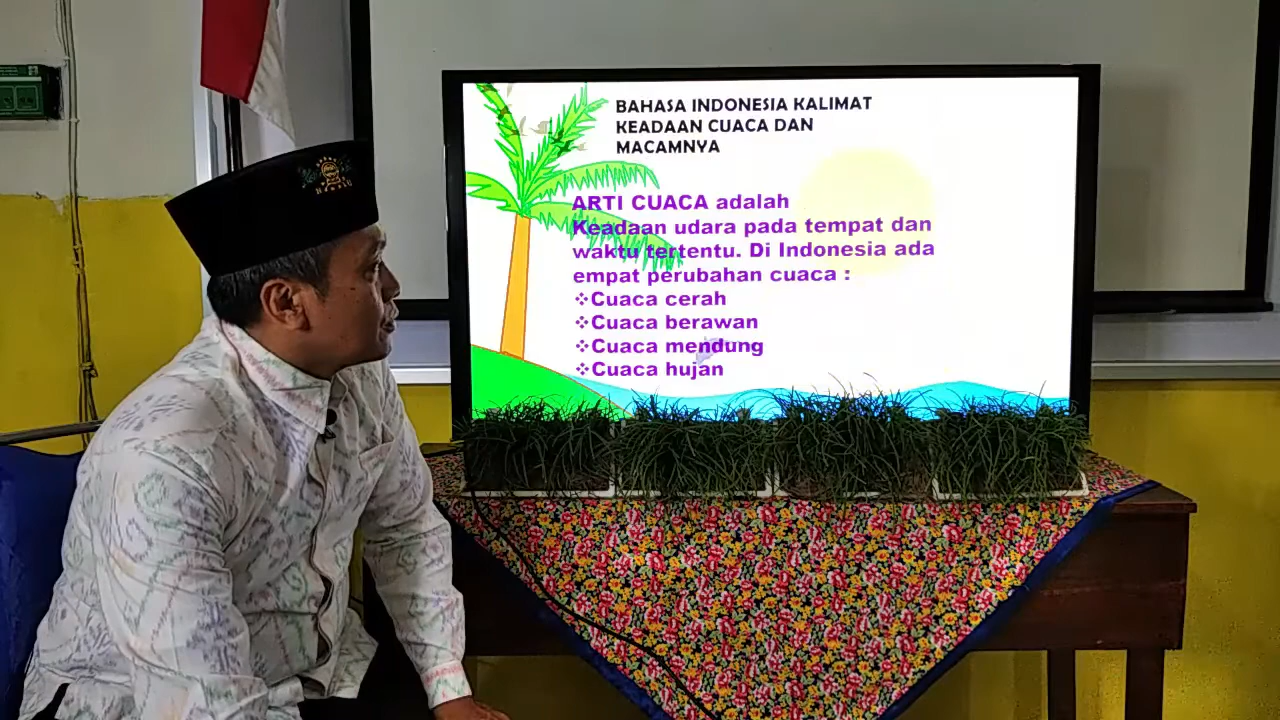 BAHASA INDONESIA KALIMAT
KEADAAN CUACA DAN
MACAMNYA
ARTI CUACA adalah
Keadaan udara pada tempat dan
waktu tertentu. Di Indonesia ada
empat perubahan cuaca :
❖Cuaca cerah
❖Cuaca berawan
❖Cuaca mendung
❖Cuaca hujan